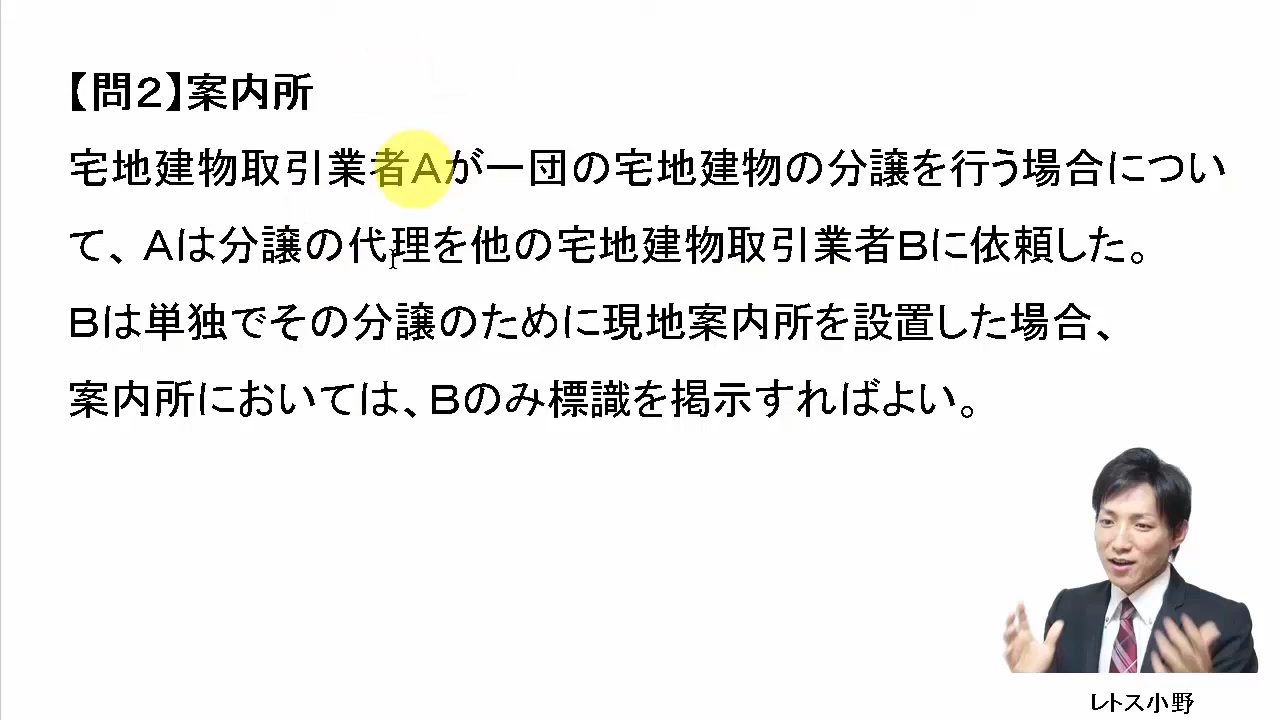 【問２】案内所
宅地建物取引業者Ａが一団の宅地建物の分譲を行う場合につい
て、Ａは分譲の代理を他の宅地建物取引業者Ｂに依頼した。
Ｂは単独でその分譲のために現地案内所を設置した場合、
案内所においては、Ｂのみ標識を掲示すればよい。
レトス小野